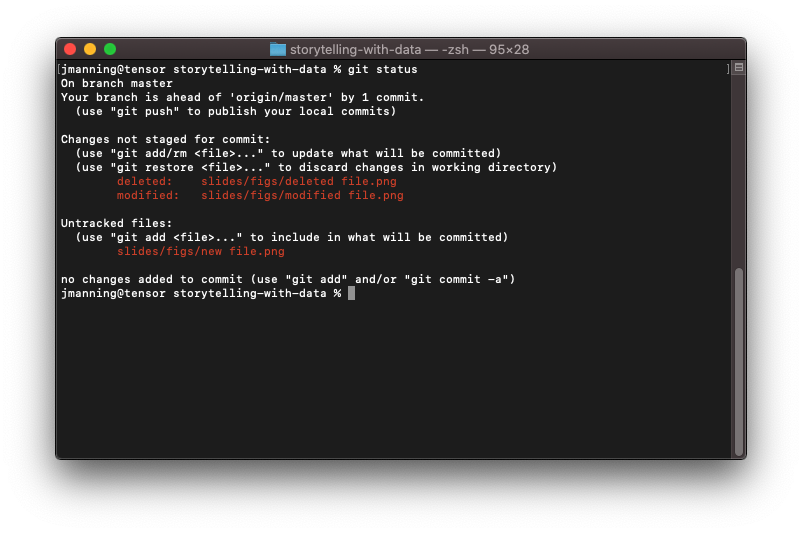 storytelling-with-data — -zsh — 95×28
[jmanning@tensor storytelling-with-data % git status ]
On branch master
Your branch is ahead of 'origin/master' by 1 commit.
  (use "git push" to publish your local commits)

Changes not staged for commit:
  (use "git add/rm <file>..." to update what will be committed)
  (use "git restore <file>..." to discard changes in working directory)
        deleted:    slides/figs/deleted file.png
        modified:   slides/figs/modified file.png

Untracked files:
  (use "git add <file>..." to include in what will be committed)
        slides/figs/new file.png

no changes added to commit (use "git add" and/or "git commit -a")
jmanning@tensor storytelling-with-data %